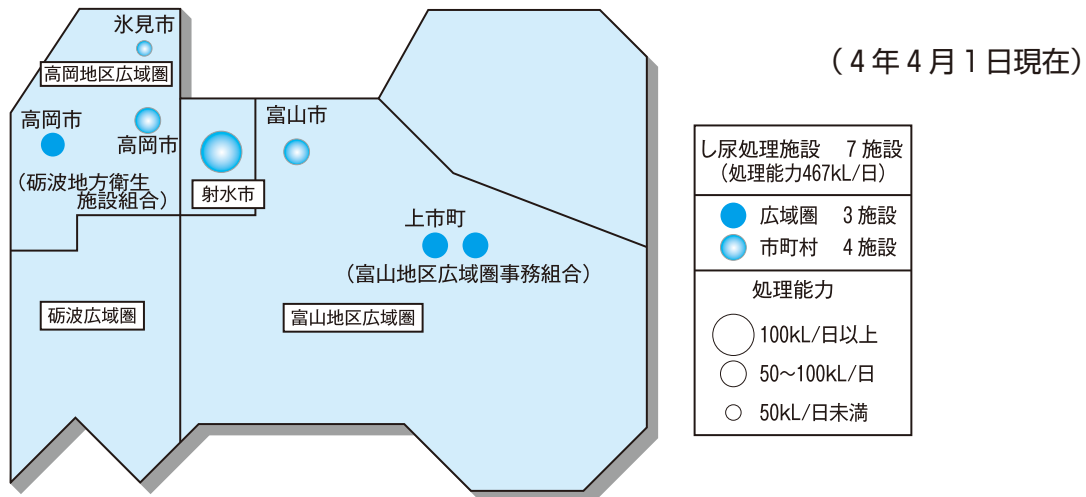 氷見市
高岡地区広域圏
高岡市
高岡市
(砺波地方衛生
施設組合)
射水市
富山市
上市町
(富山地区広域圏事務組合)
砺波広域圏
富山地区広域圏
(4年4月1日現在)
し尿処理施設 7施設
(処理能力467kL/日)
広域圏 3施設
市町村 4施設
処理能力
100kL/日以上
50~100kL/日
50kL/日未満